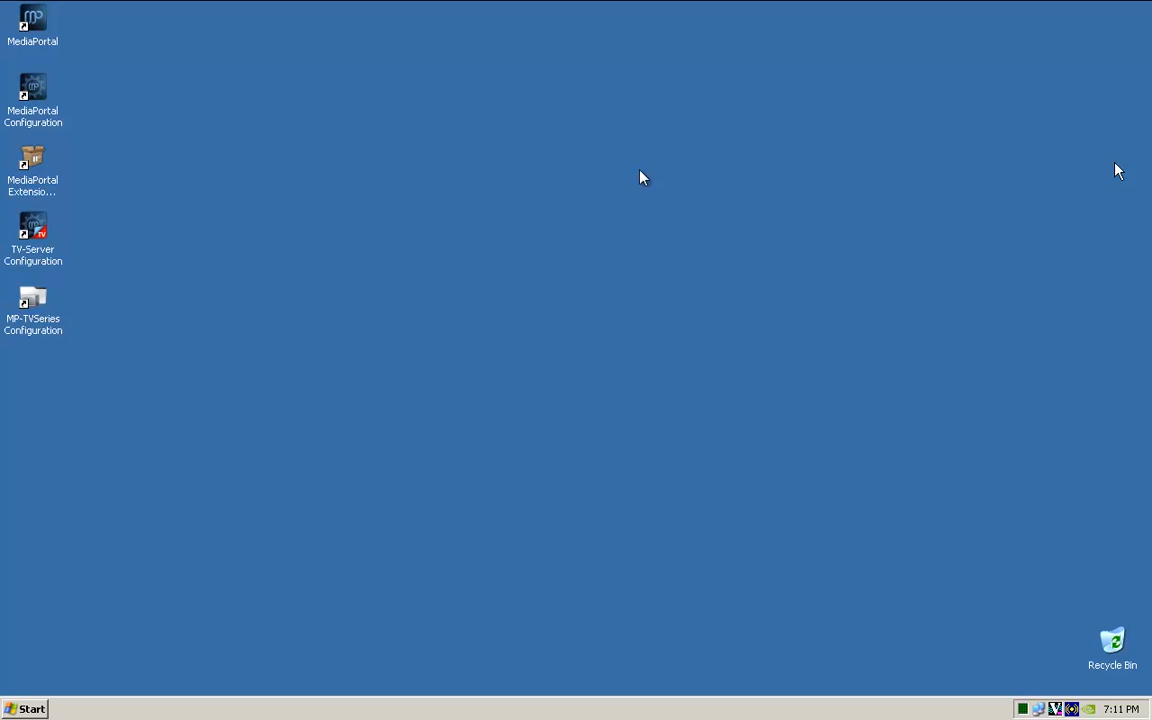 MediaPortal
MediaPortal
Configuration
MediaPortal
Extensio...
TV-Server
Configuration
MP-TVSeries
Configuration
Recycle Bin
Start
7:11 PM